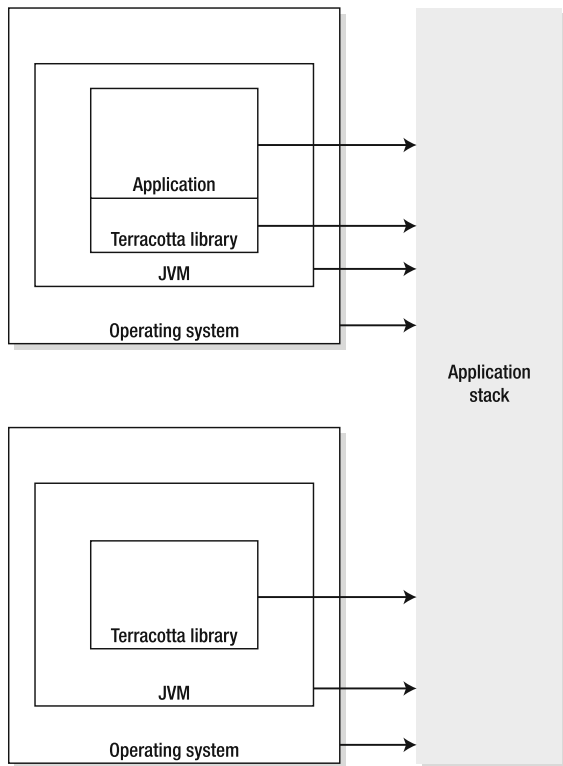 Application
Terracotta library
JVM
Operating system
Application
stack
Terracotta library
JVM
Operating system